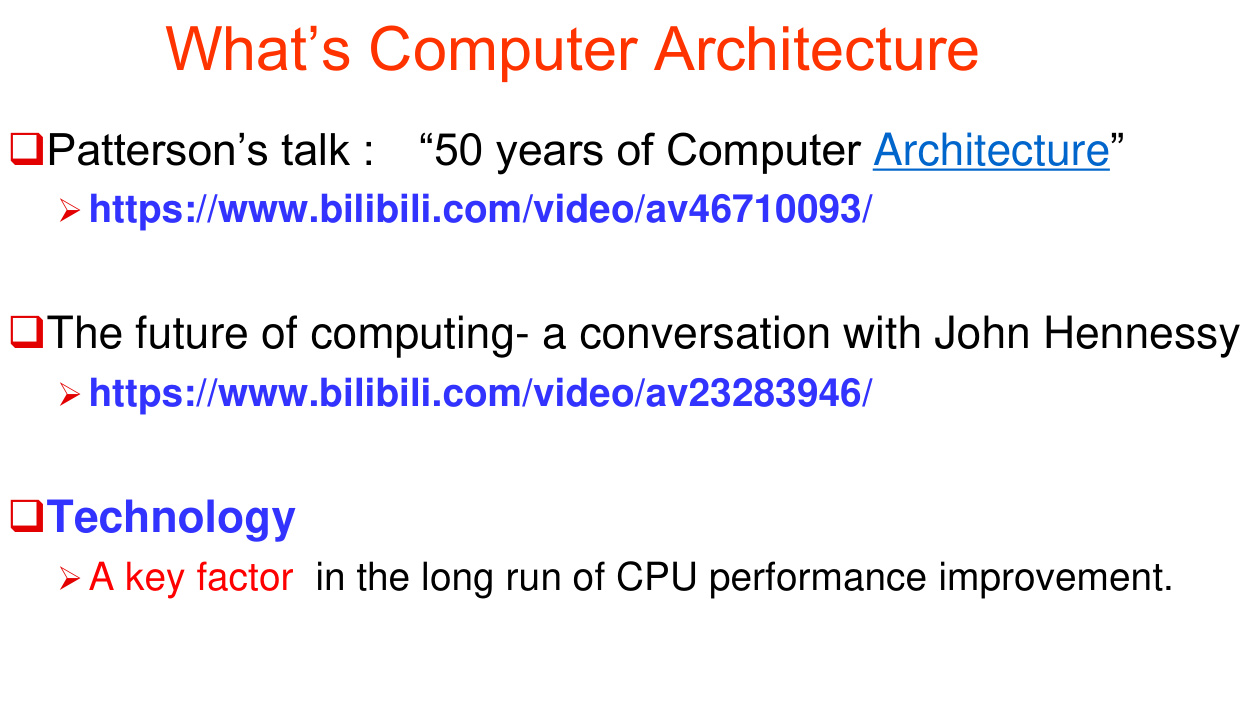 What’s Computer Architecture
Patterson’s talk : “50 years of Computer Architecture”
https://www.bilibili.com/video/av46710093/
The future of computing- a conversation with John Hennessy
https://www.bilibili.com/video/av23283946/
Technology
A key factor in the long run of CPU performance improvement.